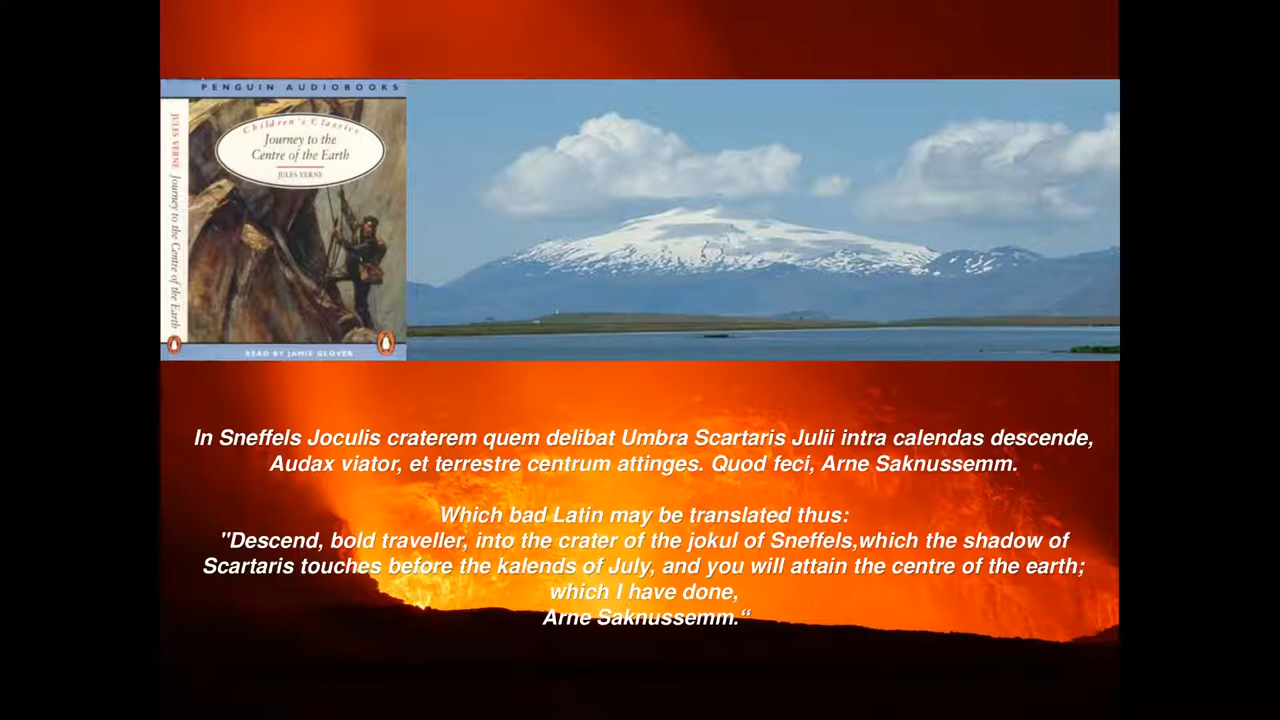 PENGUIN AUDIOBOOKS
JULES VERNE Journey to the Centre of the Earth
Children's Classics
Journey to the
Centre of the Earth
JULES VERNE
READ BY JAMIE GLOVER
In Sneffels Joculis craterem quem delibat Umbra Scartaris Julii intra calendas descende,
Audax viator, et terrestre centrum attinges. Quod feci, Arne Saknussemm.
Which bad Latin may be translated thus:
"Descend, bold traveller, into the crater of the jokul of Sneffels,which the shadow of
Scartaris touches before the kalends of July, and you will attain the centre of the earth;
which I have done,
Arne Saknussemm.“